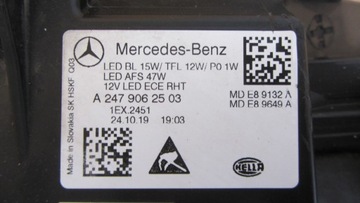 Mercedes-Benz
LED BL 15W/ TFL 12W/ P0 1W
LED AFS 47W
12V LED ECE RHT
A 247 906 25 03
1EX.2451
24.10.19 19:03
MD E8 9132 A
MD E8 9649 A
Made in Slovakia SK HSKF Q03
HELLA